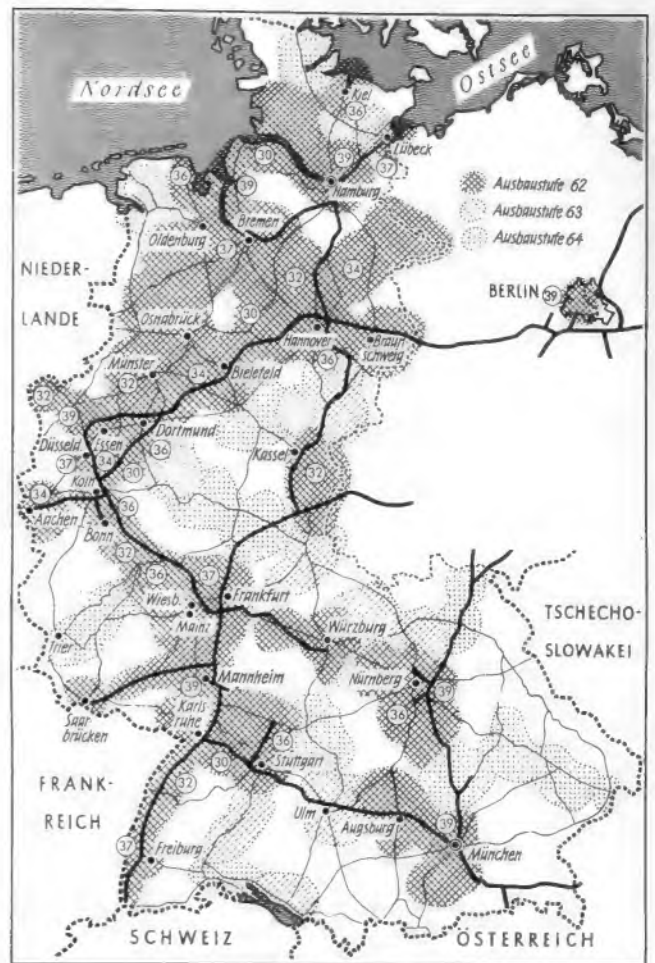 Nordsee
Ostsee
Kiel
36
Lübeck
37
39
Hamburg
30
36
39
Bremen
Oldenburg
37
Ausbaustufe 62
Ausbaustufe 63
Ausbaustufe 64
NIEDER-
LANDE
BERLIN 39
32
34
30
Osnabrück
Hannover
Braun
schweig
36
Münster
32
34
Bielefeld
32
39
Düsseld.
Essen
Dortmund
36
Kassel
37
34
30
32
34
Köln
36
Aachen
Bonn
32
36
37
Frankfurt
Wiesb.
Mainz
Würzburg
TSCHECHO-
SLOWAKEI
Trier
Mannheim
39
Nürnberg
39
36
Saar
brücken
Karls
ruhe
36
30
Stuttgart
32
FRANK-
REICH
Ulm
Augsburg
39
München
37
Freiburg
SCHWEIZ
ÖSTERREICH